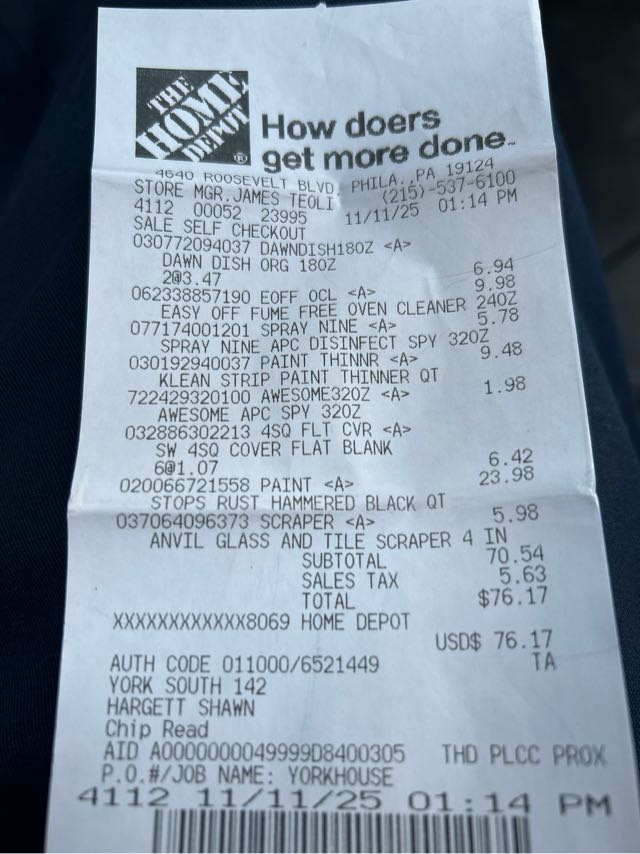 THE
HOME
DEPOT
®
How doers
get more done™
4640 ROOSEVELT BLVD, PHILA., PA 19124
STORE MGR.JAMES TEOLI (215)-537-6100
4112 00052 23995 11/11/25 01:14 PM
SALE SELF CHECKOUT
030772094037 DAWNDISH18OZ <A>
DAWN DISH ORG 18OZ
2@3.47 6.94
062338857190 EOFF OCL <A> 9.98
EASY OFF FUME FREE OVEN CLEANER 24OZ
077174001201 SPRAY NINE <A> 5.78
SPRAY NINE APC DISINFECT SPY 32OZ
030192940037 PAINT THINNR <A> 9.48
KLEAN STRIP PAINT THINNER QT
722429320100 AWESOME32OZ <A> 1.98
AWESOME APC SPY 32OZ
032886302213 4SQ FLT CVR <A>
SW 4SQ COVER FLAT BLANK
6@1.07 6.42
020066721558 PAINT <A> 23.98
STOPS RUST HAMMERED BLACK QT
037064096373 SCRAPER <A> 5.98
ANVIL GLASS AND TILE SCRAPER 4 IN
SUBTOTAL 70.54
SALES TAX 5.63
TOTAL $76.17
XXXXXXXXXXXX8069 HOME DEPOT
USD$ 76.17
AUTH CODE 011000/6521449 TA
YORK SOUTH 142
HARGETT SHAWN
Chip Read
AID A0000000049999D8400305 THD PLCC PROX
P.O.#/JOB NAME: YORKHOUSE
4112 11/11/25 01:14 PM